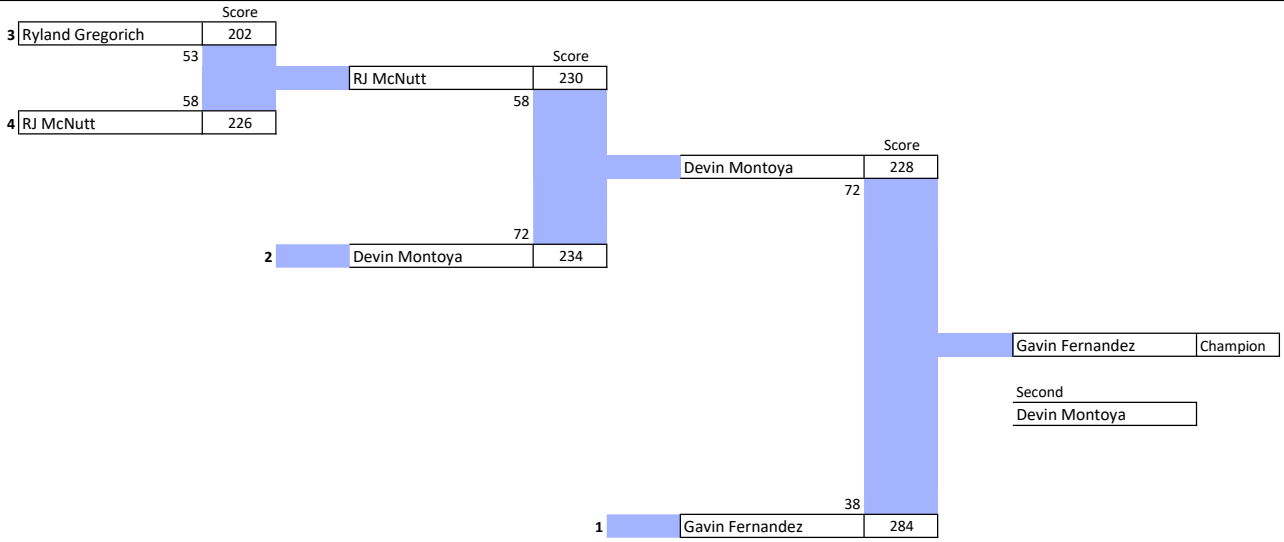 Score
3 Ryland Gregorich 202
53
Score
RJ McNutt 230
58
58
4 RJ McNutt 226
Score
Devin Montoya 228
72
72
2 Devin Montoya 234
Gavin Fernandez Champion
Second
Devin Montoya
38
1 Gavin Fernandez 284